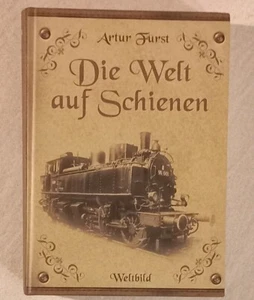 Artur Fürst
Die Welt
auf Schienen
Weltbild